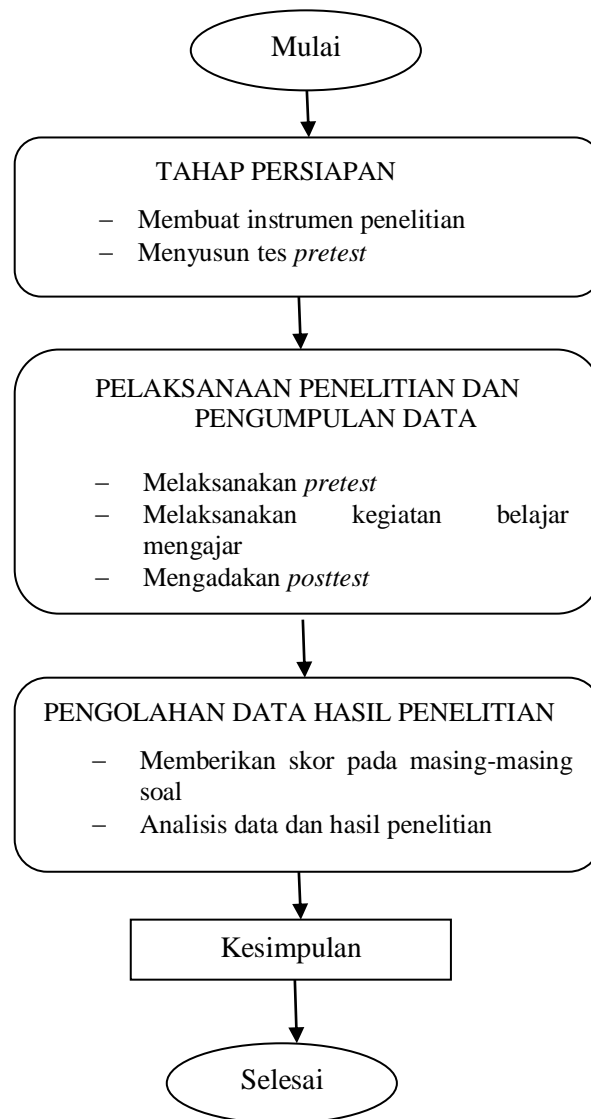 Mulai
TAHAP PERSIAPAN
– Membuat instrumen penelitian
– Menyusun tes pretest
PELAKSANAAN PENELITIAN DAN
PENGUMPULAN DATA
– Melaksanakan pretest
– Melaksanakan kegiatan belajar
mengajar
– Mengadakan posttest
PENGOLAHAN DATA HASIL PENELITIAN
– Memberikan skor pada masing-masing
soal
– Analisis data dan hasil penelitian
Kesimpulan
Selesai